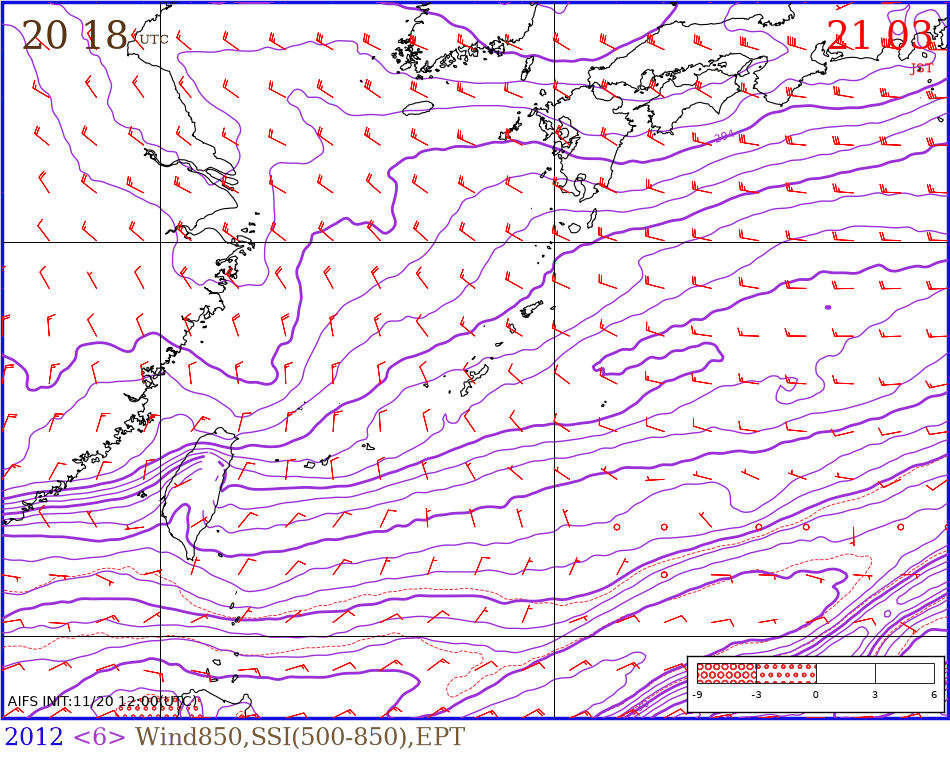 20 18 UTC
21 03
JST
294
AIFS INIT:11/20 12:00(UTC)
-9 -3 0 3 6
2012 <6> Wind850,SSI(500-850),EPT